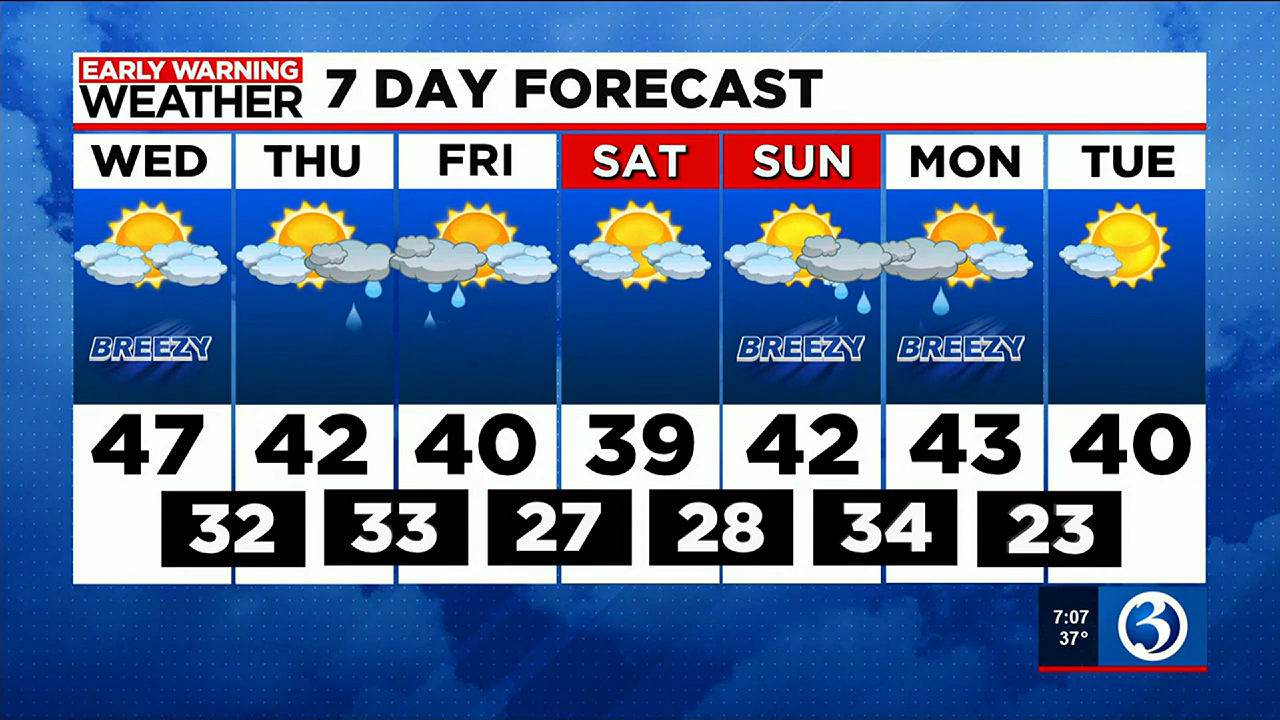 EARLY WARNING
WEATHER
7 DAY FORECAST
WED THU FRI SAT SUN MON TUE
BREEZY BREEZY BREEZY
47 42 40 39 42 43 40
32 33 27 28 34 23
7:07
37°
3